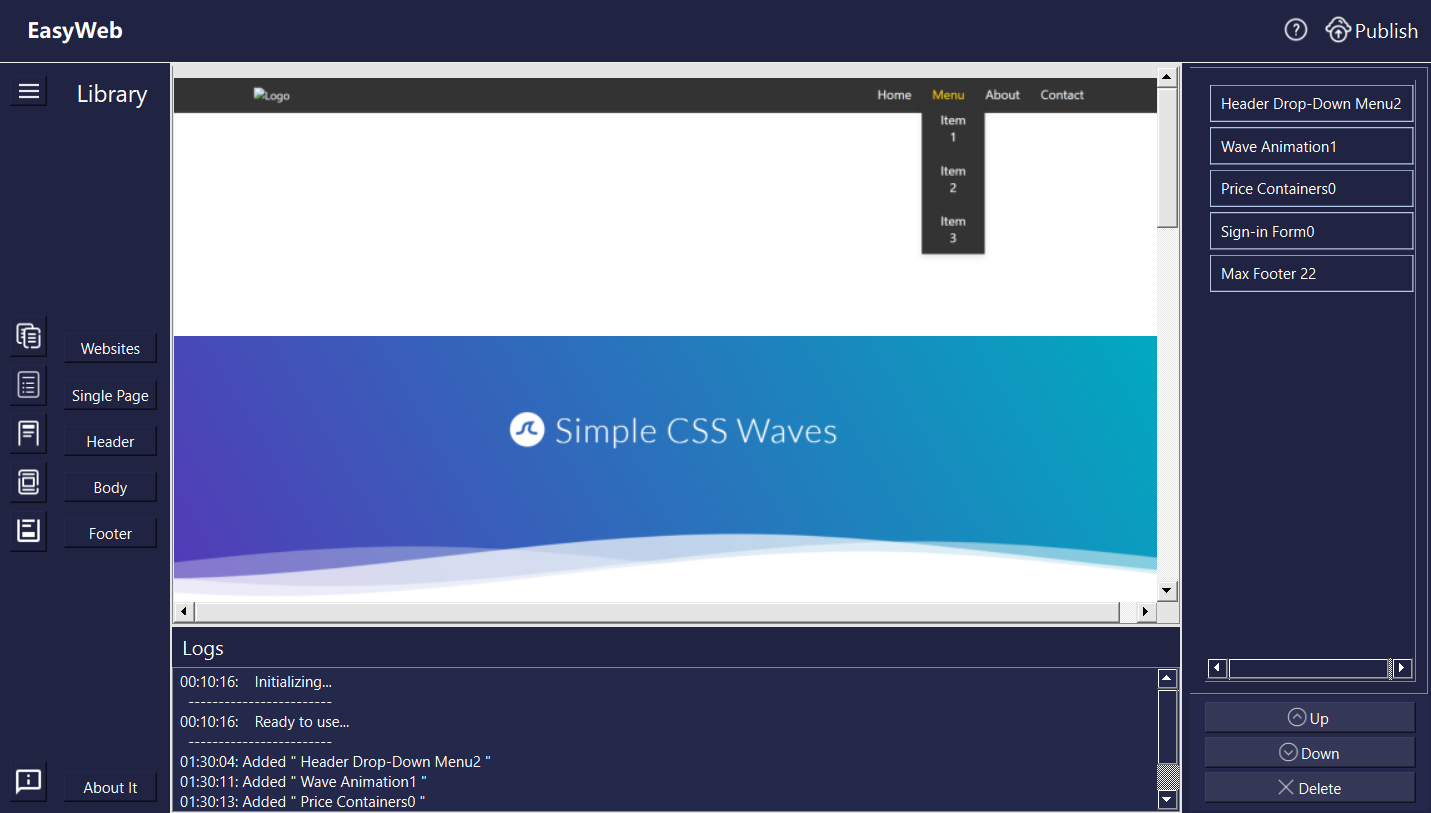 EasyWeb
Publish
Library
Logo
Home Menu About Contact
Item
1
Item
2
Item
3
Simple CSS Waves
Websites
Single Page
Header
Body
Footer
About It
Logs
00:10:16: Initializing...
------------------------
00:10:16: Ready to use...
------------------------
01:30:04: Added " Header Drop-Down Menu2 "
01:30:11: Added " Wave Animation1 "
01:30:13: Added " Price Containers0 "
Header Drop-Down Menu2
Wave Animation1
Price Containers0
Sign-in Form0
Max Footer 22
Up
Down
Delete